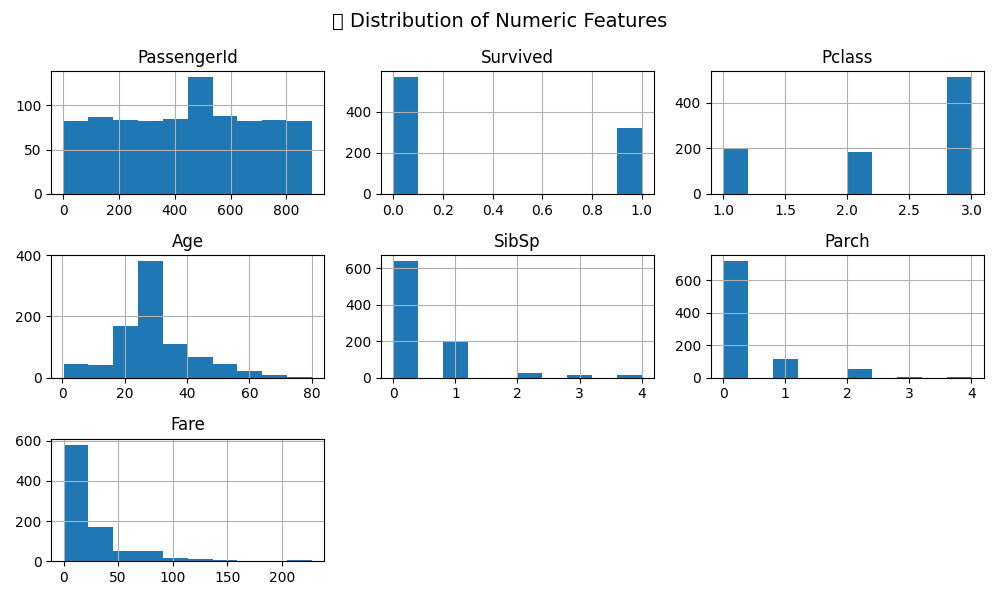 Distribution of Numeric Features
PassengerId
Survived
Pclass
100
50
0
0 200 400 600 800
400
200
0
0.0 0.2 0.4 0.6 0.8 1.0
400
200
0
1.0 1.5 2.0 2.5 3.0
Age
SibSp
Parch
400
200
0
0 20 40 60 80
600
400
200
0
0 1 2 3 4
600
400
200
0
0 1 2 3 4
Fare
600
400
200
0
0 50 100 150 200